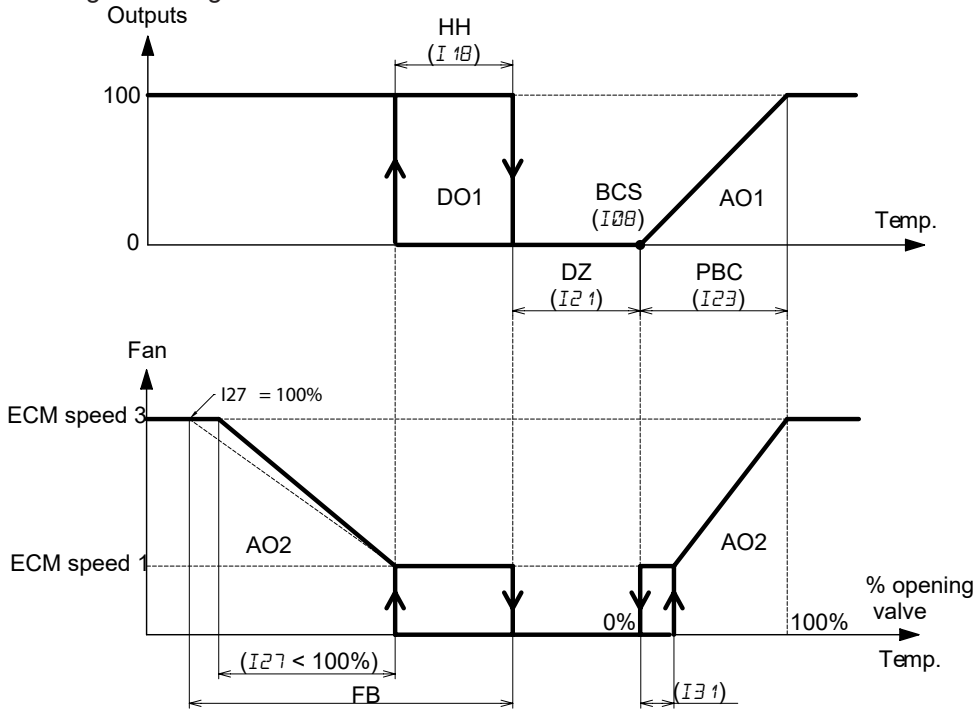 Outputs
HH
(I18)
100
DO1
BCS
(I08)
AO1
Temp.
0
DZ
(I21)
PBC
(I23)
Fan
I27 = 100%
ECM speed 3
AO2
AO2
ECM speed 1
% opening
valve
0%
100%
Temp.
(I27 < 100%)
(I31)
FB